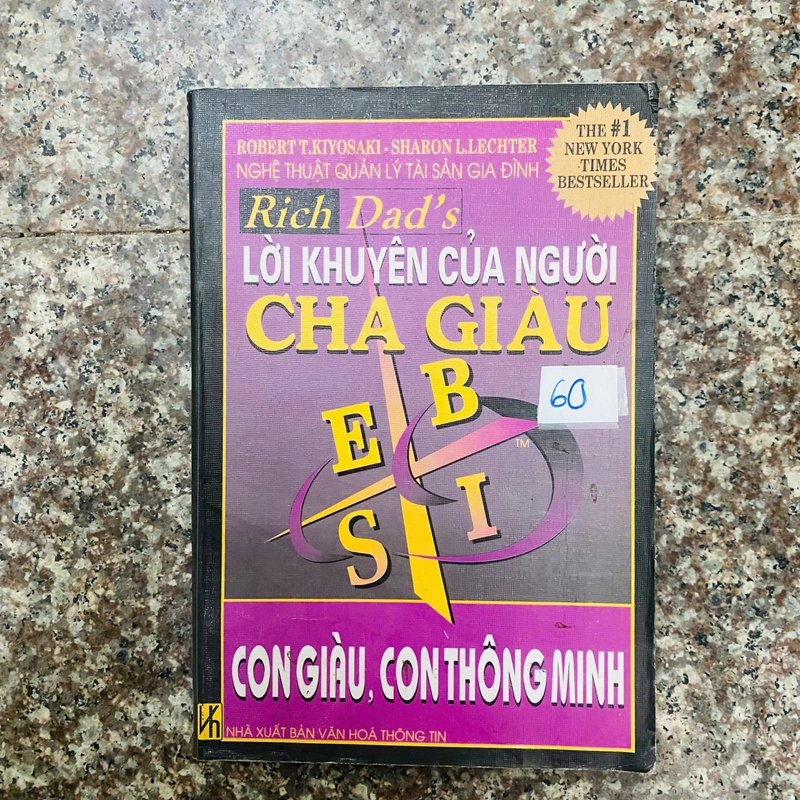 ROBERT T.KIYOSAKI - SHARON L.LECHTER
NGHỆ THUẬT QUẢN LÝ TÀI SẢN GIA ĐÌNH
THE #1
NEW YORK
TIMES
BESTSELLER
Rich Dad's
LỜI KHUYÊN CỦA NGƯỜI
CHA GIÀU
60
E B
S I
TM
CON GIÀU, CON THÔNG MINH
NHÀ XUẤT BẢN VĂN HOÁ THÔNG TIN